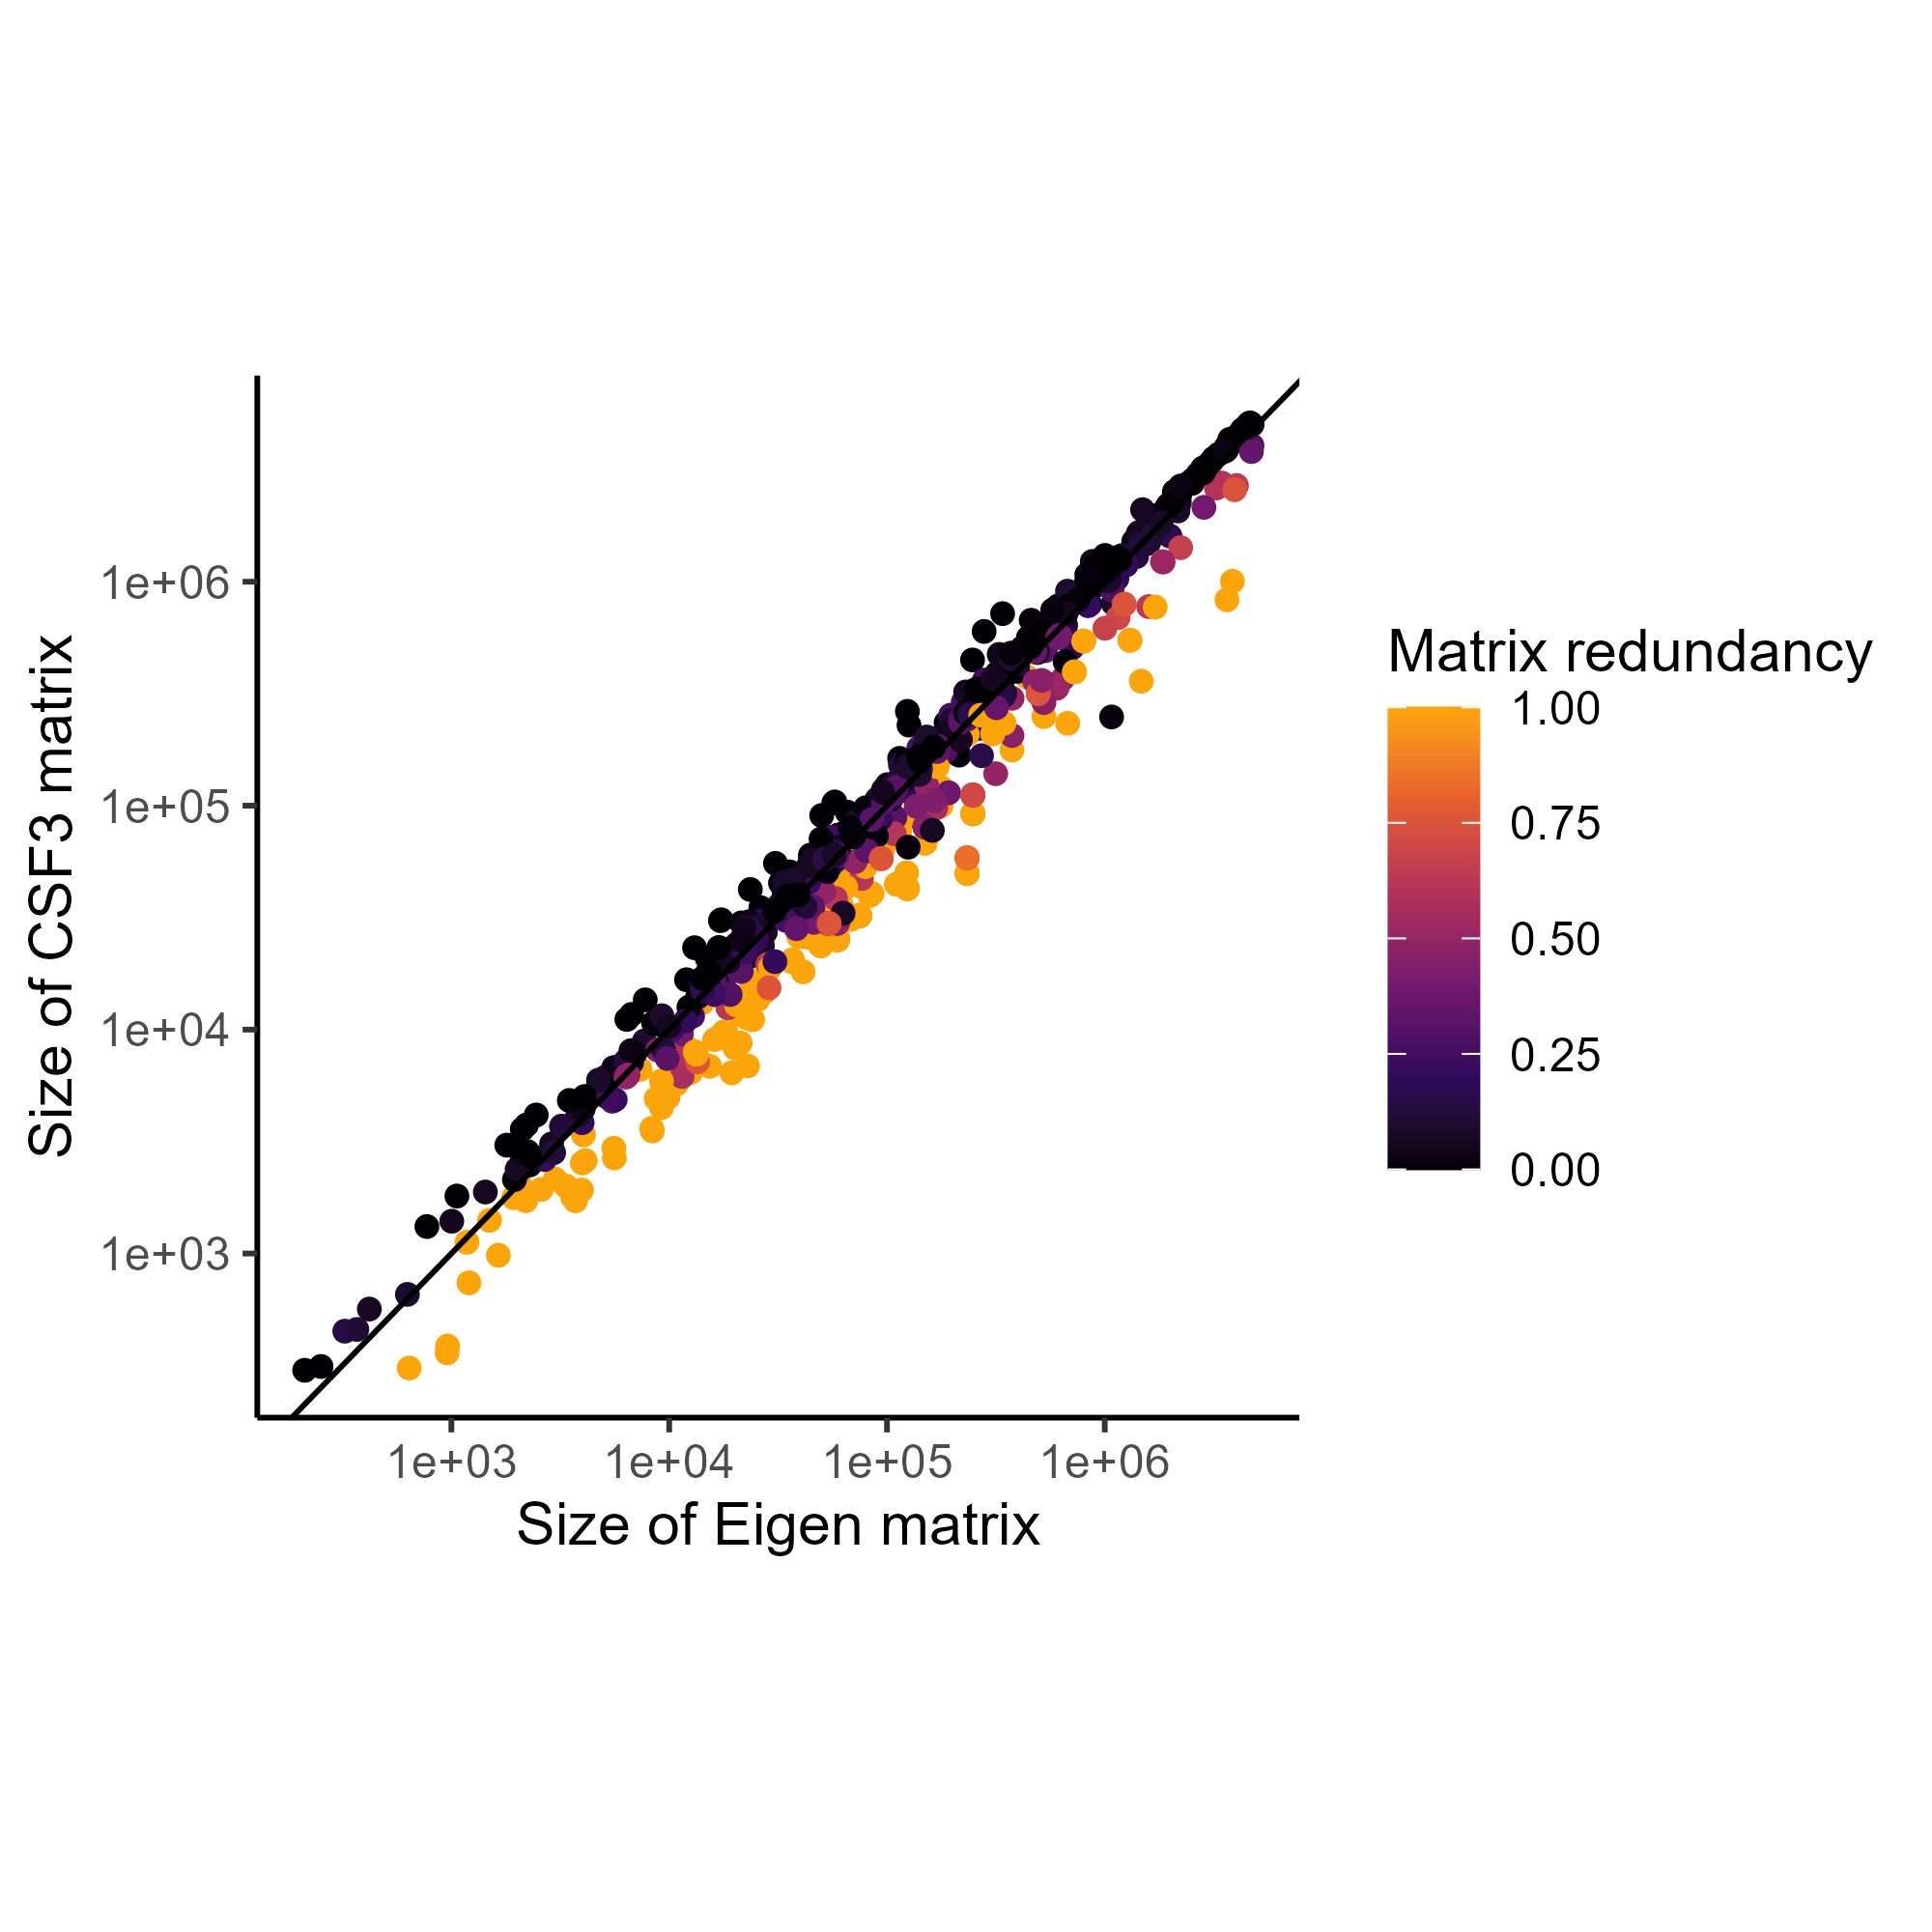 Size of CSF3 matrix
1e+06
1e+05
1e+04
1e+03
1e+03 1e+04 1e+05 1e+06
Size of Eigen matrix
Matrix redundancy
1.00
0.75
0.50
0.25
0.00